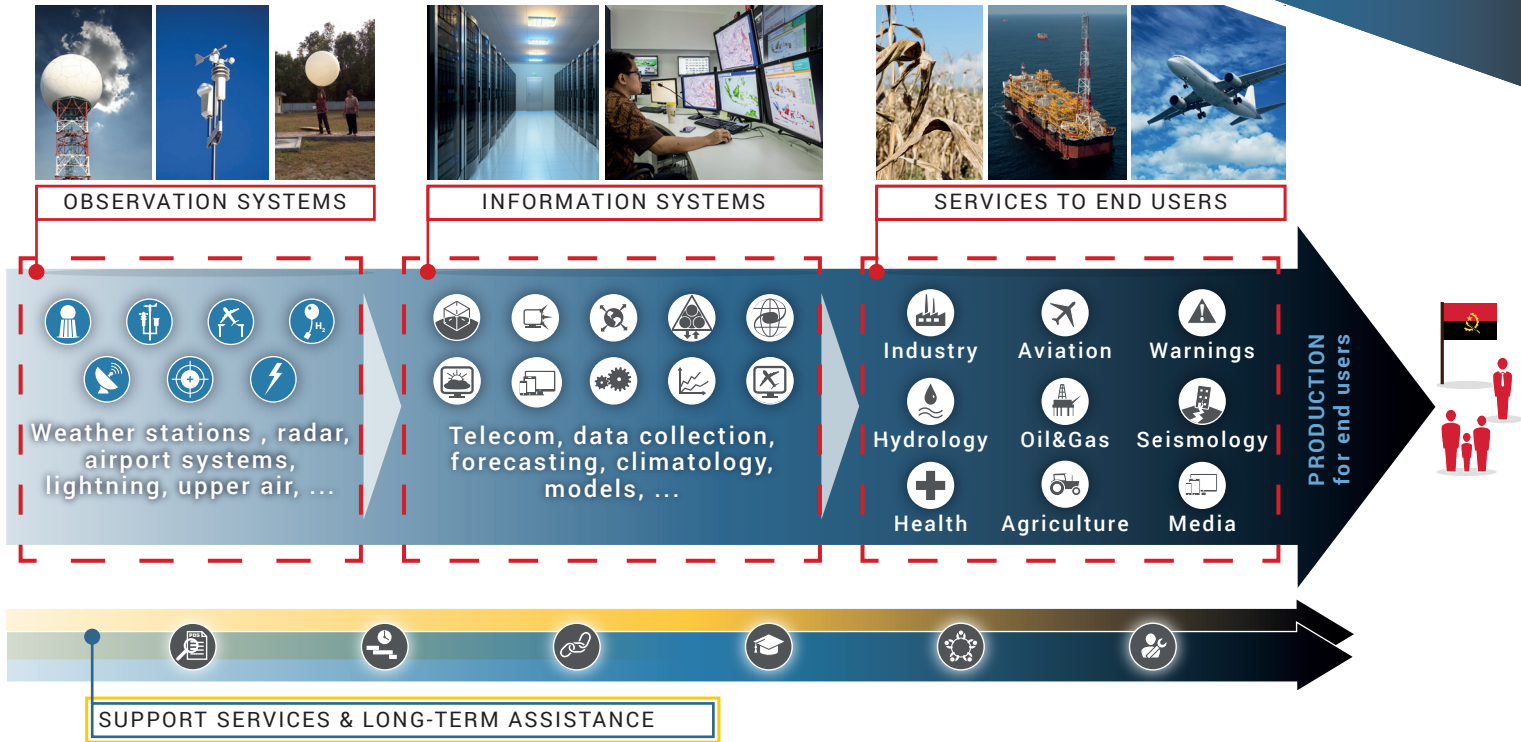 OBSERVATION SYSTEMS
INFORMATION SYSTEMS
SERVICES TO END USERS
H₂
Weather stations , radar,
airport systems,
lightning, upper air, ...
Telecom, data collection,
forecasting, climatology,
models, ...
Industry
Aviation
Warnings
Hydrology
Oil&Gas
Seismology
Health
Agriculture
Media
PRODUCTION
for end users
SUPPORT SERVICES & LONG-TERM ASSISTANCE